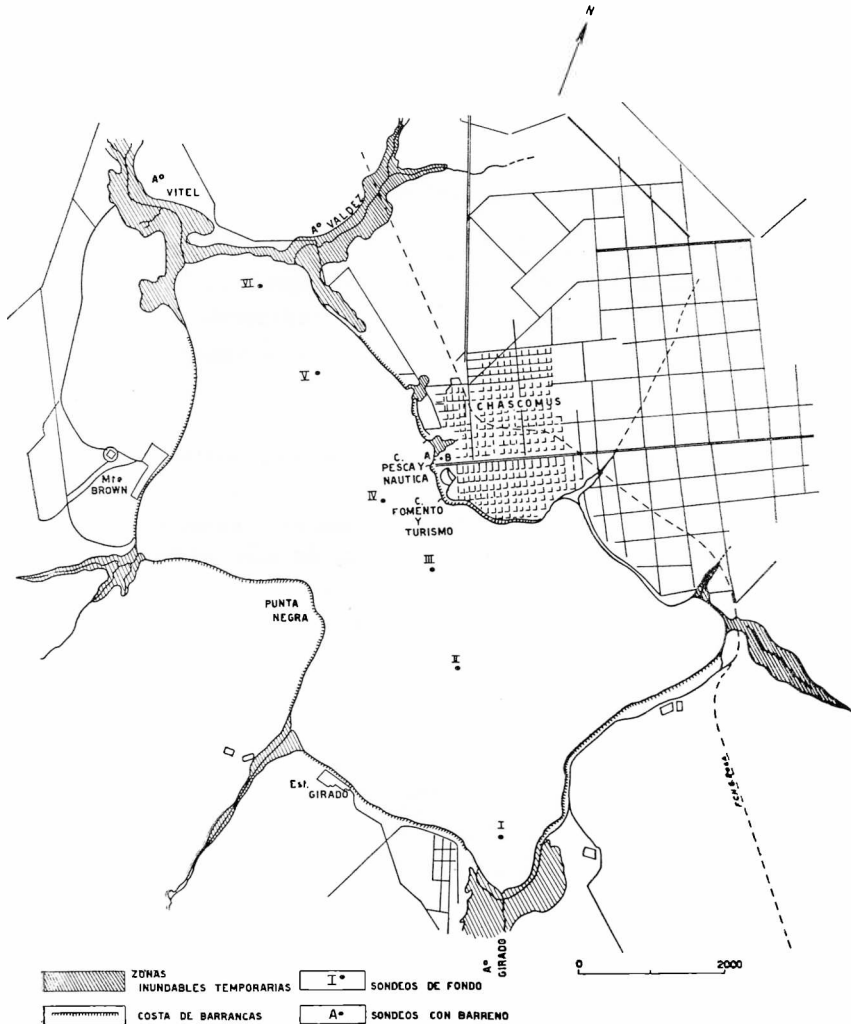 N
Aº
VITEL
Aº VALDEZ
VI
V
CHASCOMUS
A B
C.
PESCA Y
NAUTICA
Mte
BROWN
IV
C.
FOMENTO
Y
TURISMO
III
PUNTA
NEGRA
II
Est.
GIRADO
I
Aº
GIRADO
0 2000
ZONAS
INUNDABLES TEMPORARIAS
I SONDEOS DE FONDO
COSTA DE BARRANCAS
A SONDEOS CON BARRENO